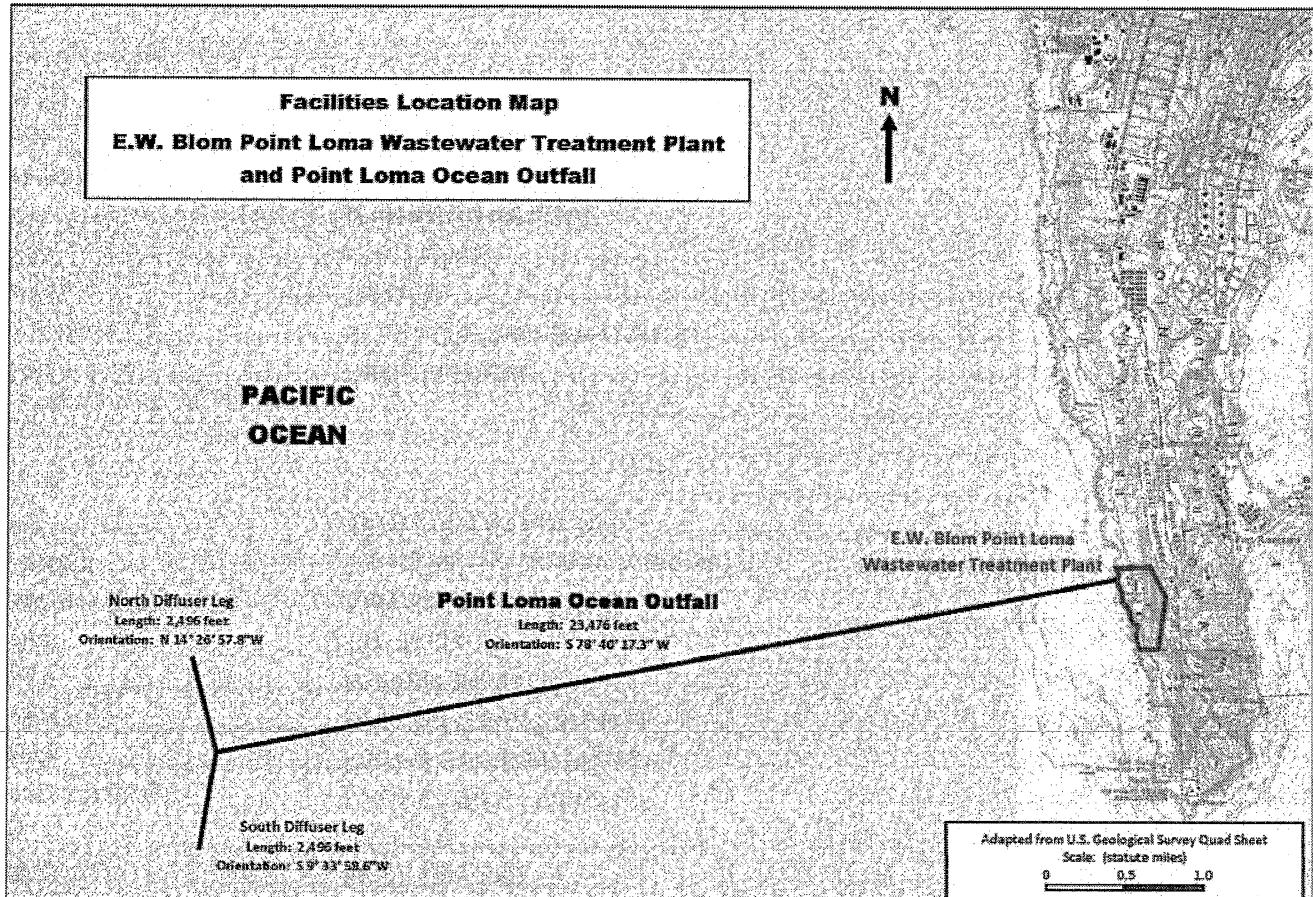 Facilities Location Map
E.W. Blom Point Loma Wastewater Treatment Plant
and Point Loma Ocean Outfall
N
PACIFIC
OCEAN
E.W. Blom Point Loma
Wastewater Treatment Plant
Point Loma Ocean Outfall
Length: 23,476 feet
Orientation: S 78° 40' 17.3" W
North Diffuser Leg
Length: 2,496 feet
Orientation: N 14° 26' 57.8" W
South Diffuser Leg
Length: 2,496 feet
Orientation: S 9° 33' 58.6" W
Adapted from U.S. Geological Survey Quad Sheet
Scale: (statute miles)
0 0.5 1.0